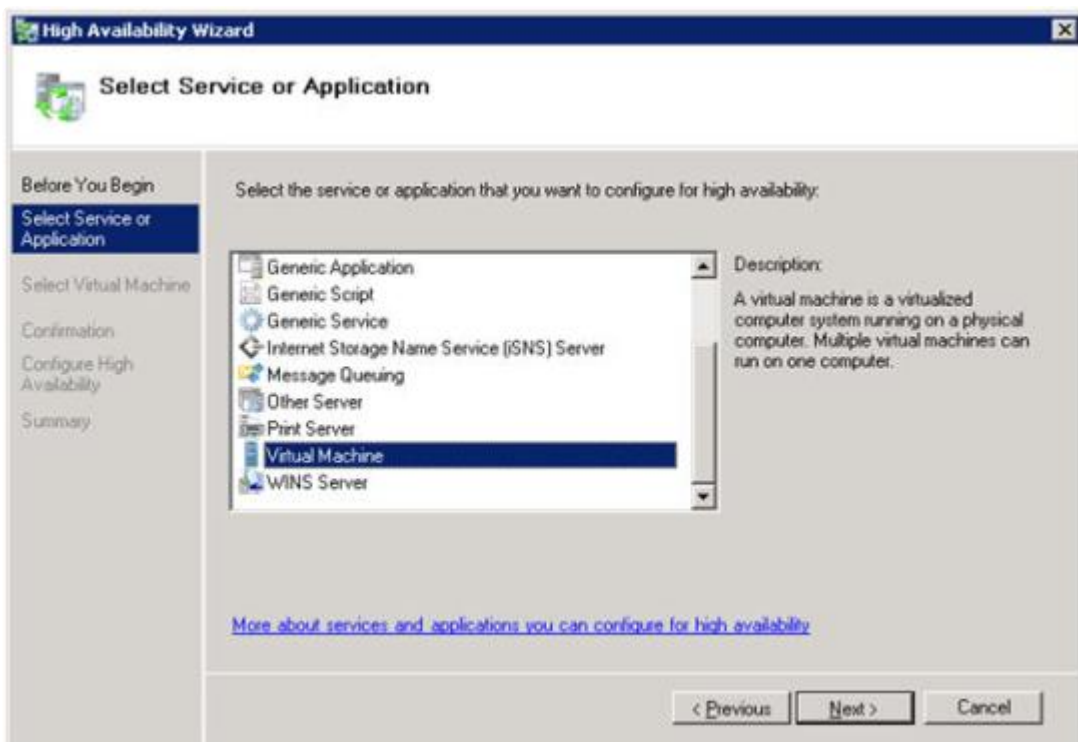 High Availability Wizard
Select Service or Application
Before You Begin
Select Service or
Application
Select Virtual Machine
Confirmation
Configure High
Availability
Summary
Select the service or application that you want to configure for high availability:
Generic Application
Generic Script
Generic Service
Internet Storage Name Service (iSNS) Server
Message Queuing
Other Server
Print Server
Virtual Machine
WINS Server
Description:
A virtual machine is a virtualized
computer system running on a physical
computer. Multiple virtual machines can
run on one computer.
More about services and applications you can configure for high availability
< Previous
Next >
Cancel